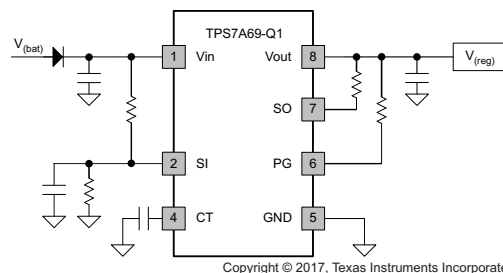 TPS7A69-Q1
V(bat)
1 Vin Vout 8
V(reg)
SO 7
2 SI PG 6
4 CT GND 5
Copyright © 2017, Texas Instruments Incorporate